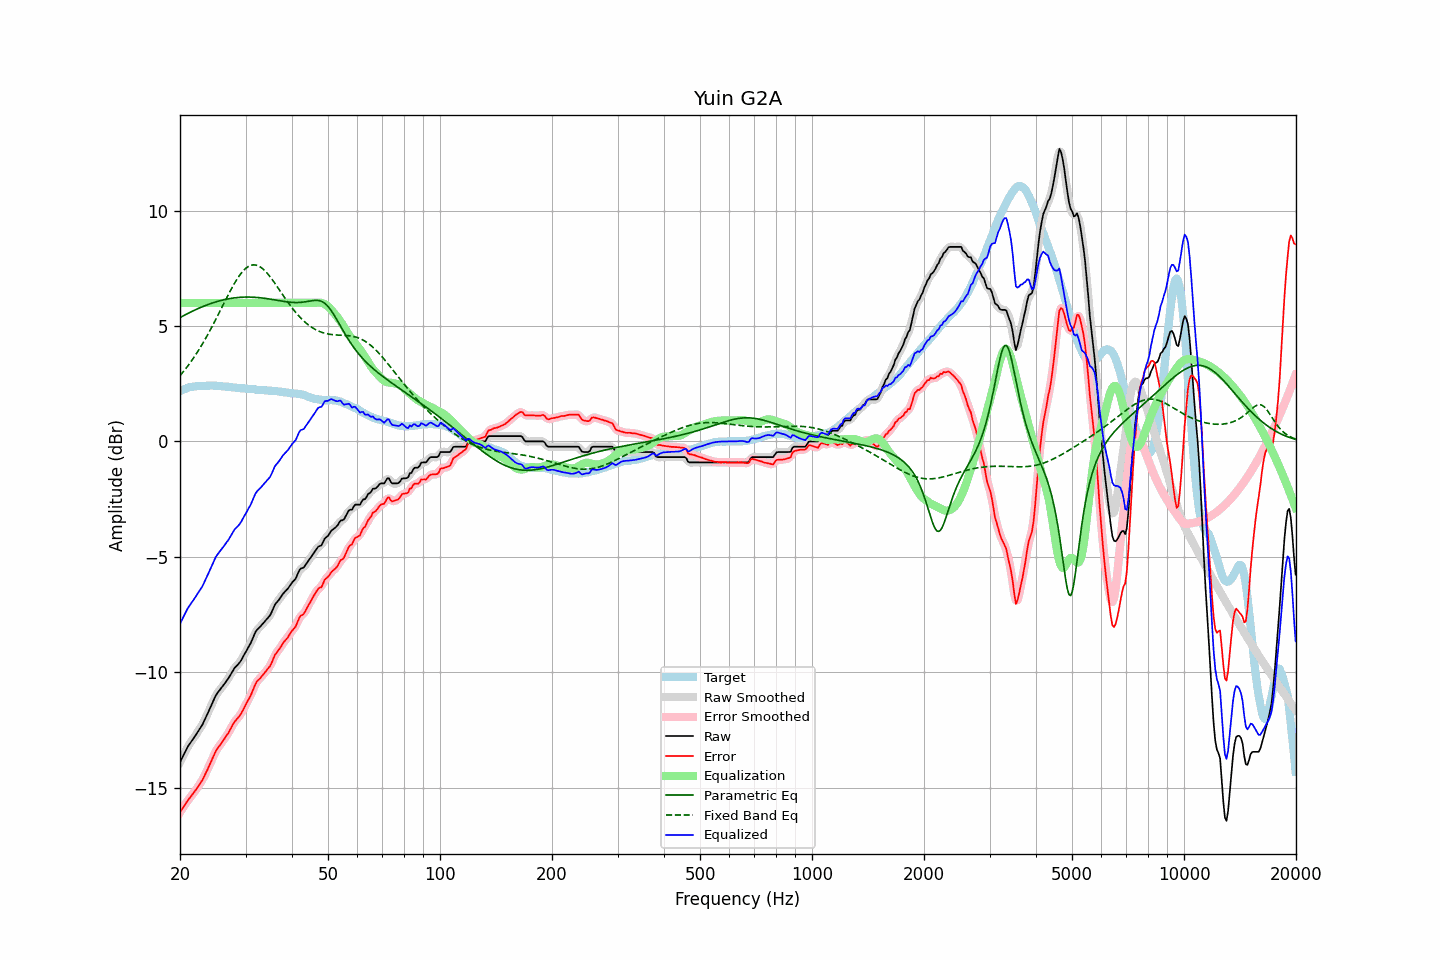 Yuin G2A
Amplitude (dBr)
10
5
0
−5
−10
−15
Target
Raw Smoothed
Error Smoothed
Raw
Error
Equalization
Parametric Eq
Fixed Band Eq
Equalized
20 50 100 200 500 1000 2000 5000 10000 20000
Frequency (Hz)